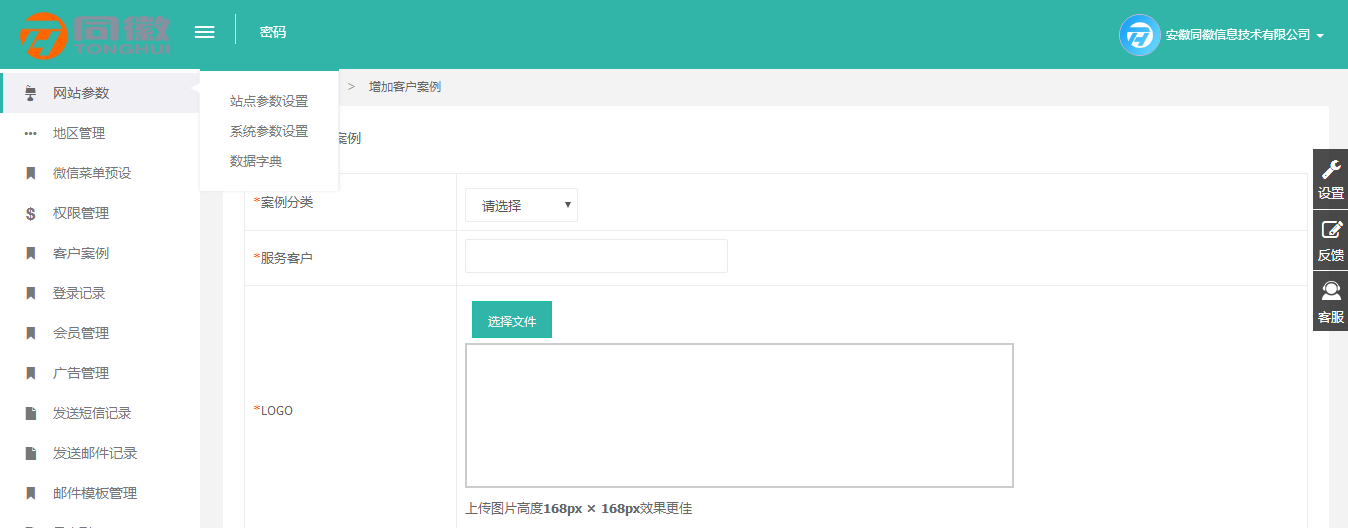 同徽
TONGHUI
密码
安徽同徽信息技术有限公司
网站参数
地区管理
微信菜单预设
权限管理
客户案例
登录记录
会员管理
广告管理
发送短信记录
发送邮件记录
邮件模板管理
站点参数设置
系统参数设置
数据字典
> 增加客户案例
案例
*案例分类
请选择
*服务客户
选择文件
*LOGO
上传图片高度168px × 168px效果更佳
设置
反馈
客服